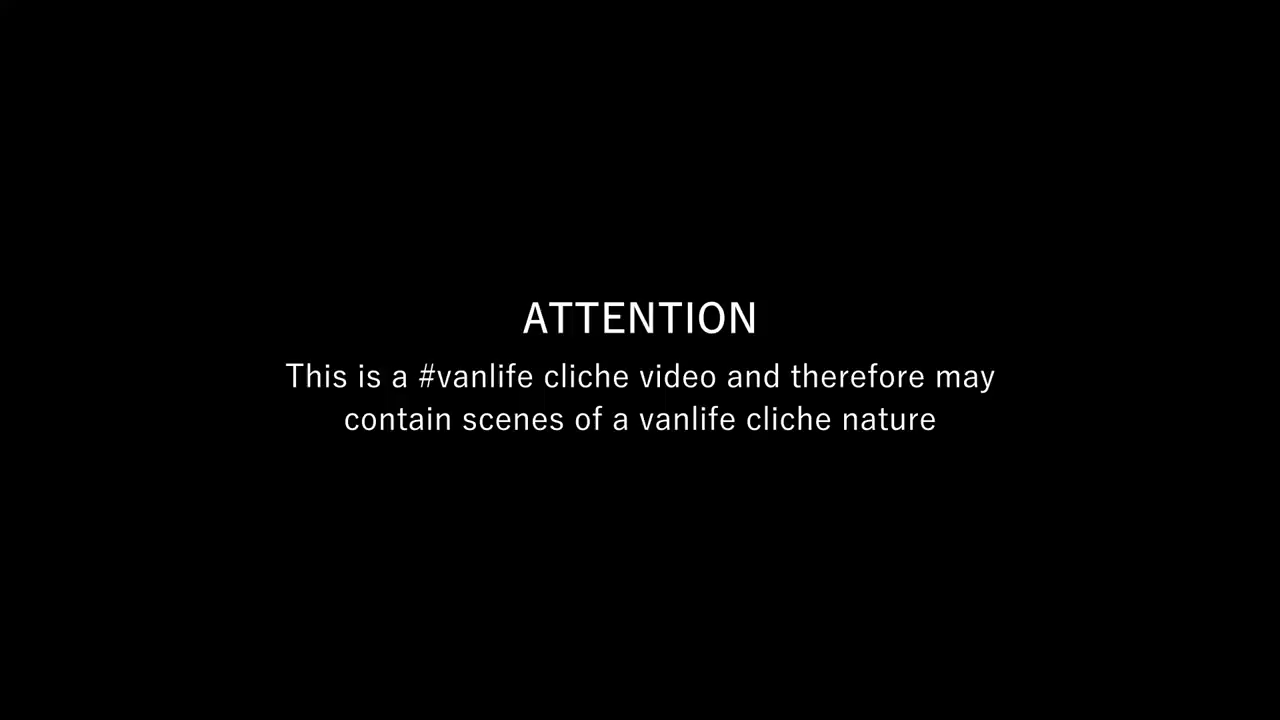 ATTENTION
This is a #vanlife cliche video and therefore may
contain scenes of a vanlife cliche nature